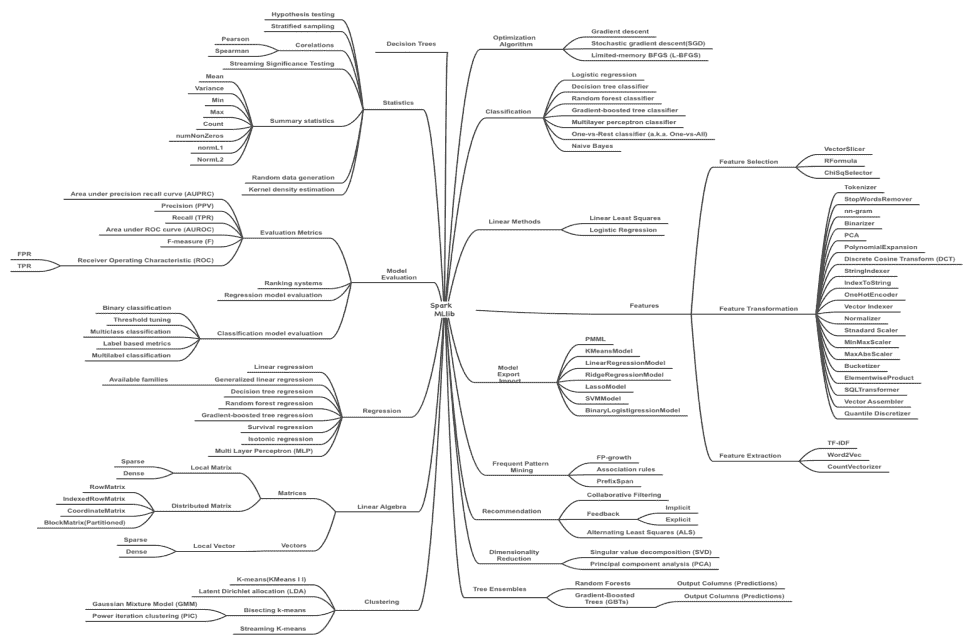 Hypothesis testing
Stratified sampling
Pearson
Spearman
Corelations
Streaming Significance Testing
Mean
Variance
Min
Max
Count
numNonZeros
normL1
NormL2
Summary statistics
Random data generation
Kernel density estimation
Statistics
Decision Trees
Area under precision recall curve (AUPRC)
Precision (PPV)
Recall (TPR)
Area under ROC curve (AUROC)
F-measure (F)
FPR
TPR
Receiver Operating Characteristic (ROC)
Evaluation Metrics
Ranking systems
Regression model evaluation
Binary classification
Threshold tuning
Multiclass classification
Label based metrics
Multilabel classification
Classification model evaluation
Model
Evaluation
Linear regression
Available families
Generalized linear regression
Decision tree regression
Random forest regression
Gradient-boosted tree regression
Survival regression
Isotonic regression
Multi Layer Perceptron (MLP)
Regression
Sparse
Dense
Local Matrix
RowMatrix
IndexedRowMatrix
CoordinateMatrix
BlockMatrix(Partitioned)
Distributed Matrix
Matrices
Sparse
Dense
Local Vector
Vectors
Linear Algebra
K-means(KMeans I I)
Latent Dirichlet allocation (LDA)
Gaussian Mixture Model (GMM)
Power iteration clustering (PIC)
Bisecting k-means
Streaming K-means
Clustering
Spark
MLlib
Optimization
Algorithm
Gradient descent
Stochastic gradient descent(SGD)
Limited-memory BFGS (L-BFGS)
Classification
Logistic regression
Decision tree classifier
Random forest classifier
Gradient-boosted tree classifier
Multilayer perceptron classifier
One-vs-Rest classifier (a.k.a. One-vs-All)
Naive Bayes
Linear Methods
Linear Least Squares
Logistic Regression
Features
Feature Selection
VectorSlicer
RFormula
ChiSqSelector
Feature Transformation
Tokenizer
StopWordsRemover
nn-gram
Binarizer
PCA
PolynomialExpansion
Discrete Cosine Transform (DCT)
StringIndexer
IndexToString
OneHotEncoder
Vector Indexer
Normalizer
Stnadard Scaler
MinMaxScaler
MaxAbsScaler
Bucketizer
ElementwiseProduct
SQLTransformer
Vector Assembler
Quantile Discretizer
Feature Extraction
TF-IDF
Word2Vec
CountVectorizer
Model
Export
Import
PMML
KMeansModel
LinearRegressionModel
RidgeRegressionModel
LassoModel
SVMModel
BinaryLogistigressionModel
Frequent Pattern
Mining
FP-growth
Association rules
PrefixSpan
Recommendation
Collaborative Filtering
Feedback
Implicit
Explicit
Alternating Least Squares (ALS)
Dimensionality
Reduction
Singular value decomposition (SVD)
Principal component analysis (PCA)
Tree Ensembles
Random Forests
Output Columns (Predictions)
Gradient-Boosted
Trees (GBTs)
Output Columns (Predictions)